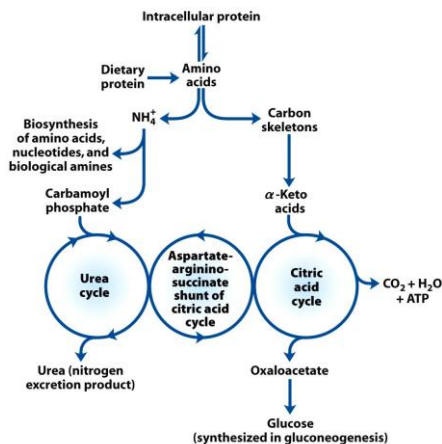 Intracellular protein
Dietary
protein
Amino
acids
NH₄⁺
Carbon
skeletons
Biosynthesis
of amino acids,
nucleotides, and
biological amines
Carbamoyl
phosphate
α-Keto
acids
Urea
cycle
Aspartate-
arginino-
succinate
shunt of
citric acid
cycle
Citric
acid
cycle
CO₂ + H₂O
+ ATP
Urea (nitrogen
excretion product)
Oxaloacetate
Glucose
(synthesized in gluconeogenesis)